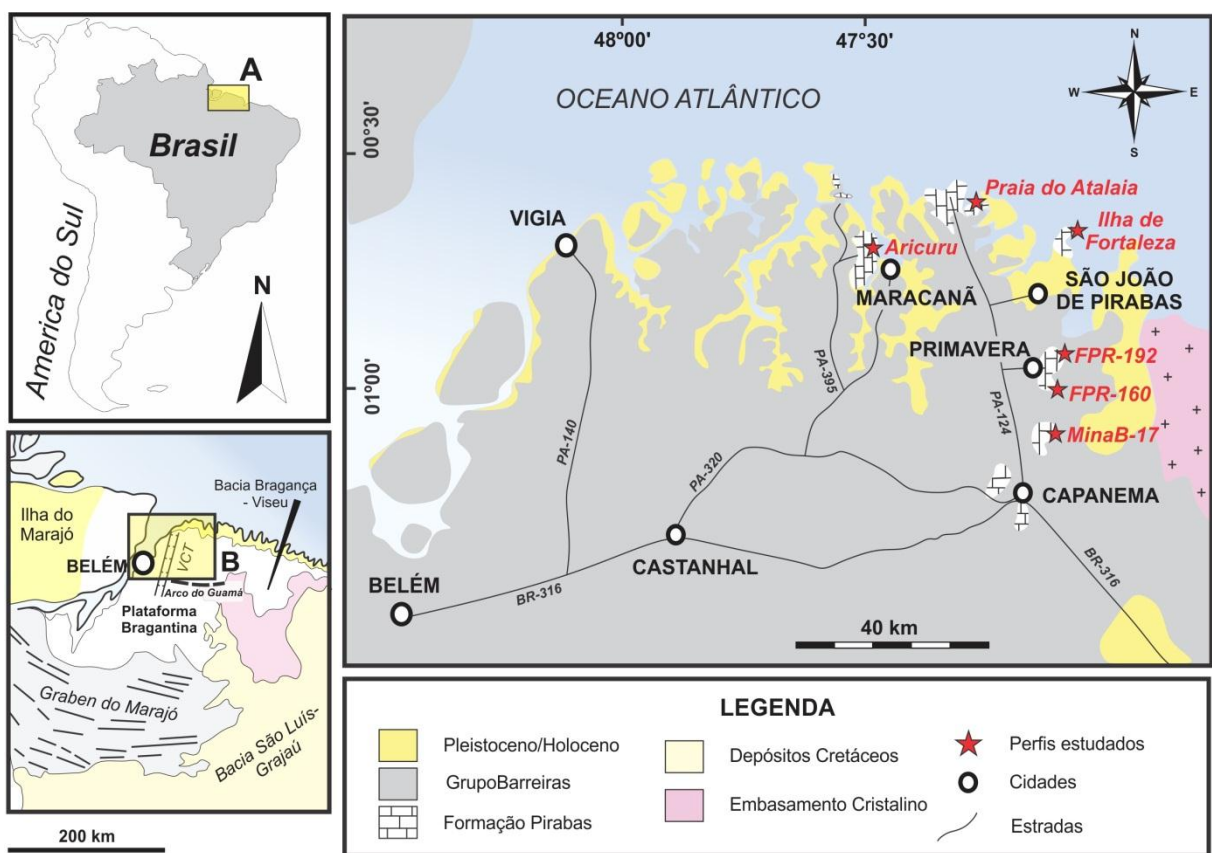 A
Brasil
America do Sul
N
Bacia Bragança
- Viseu
Ilha do
Marajó
BELÉM
VCT
B
Arco do Guamá
Plataforma
Bragantina
Graben do Marajó
Bacia São Luís-
Grajaú
200 km
48°00'
47°30'
00°30'
01°00'
OCEANO ATLÂNTICO
N
W
E
S
Praia do Atalaia
Ilha de
Fortaleza
VIGIA
Aricuru
MARACANÃ
SÃO JOÃO
DE PIRABAS
PRIMAVERA
FPR-192
FPR-160
MinaB-17
PA-395
PA-124
PA-140
PA-320
CAPANEMA
CASTANHAL
BELÉM
BR-316
BR-316
40 km
LEGENDA
Pleistoceno/Holoceno
GrupoBarreiras
Formação Pirabas
Depósitos Cretáceos
Embasamento Cristalino
Perfis estudados
Cidades
Estradas